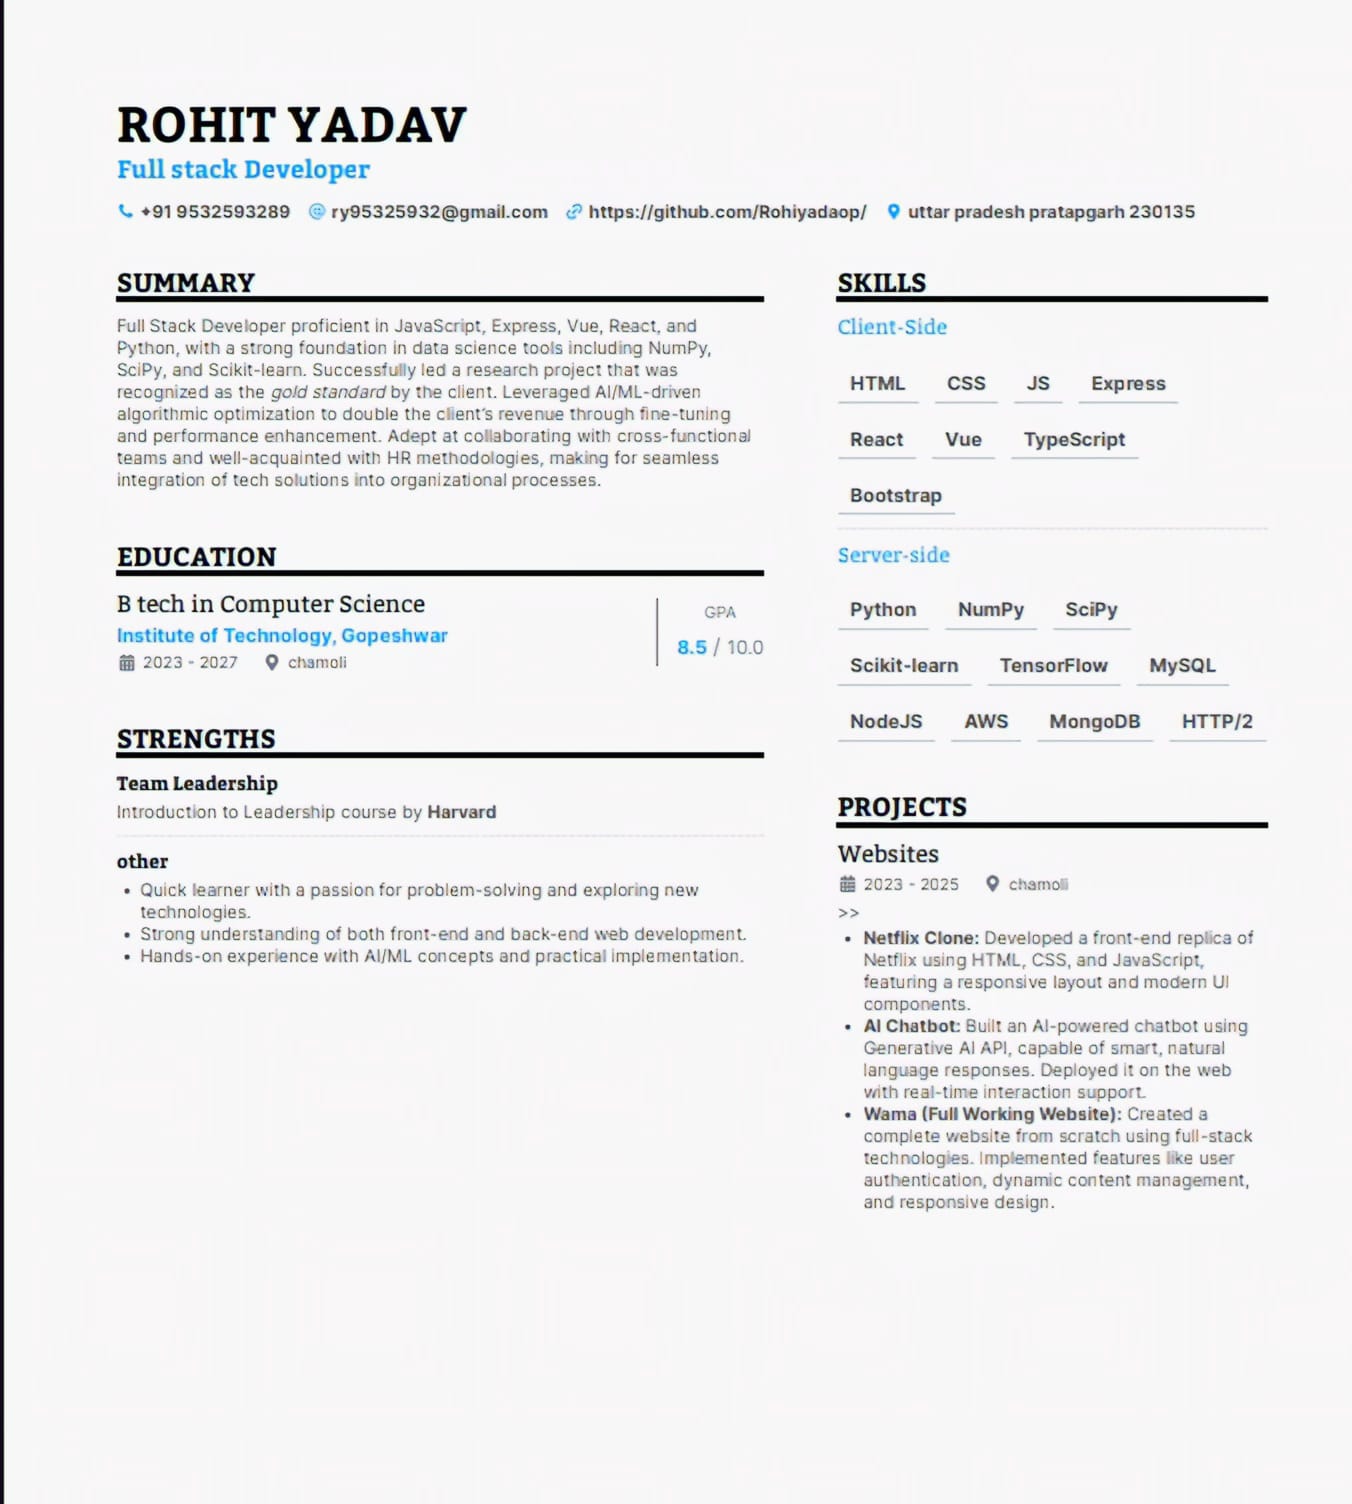 ROHIT YADAV
Full stack Developer
+91 9532593289 ry95325932@gmail.com https://github.com/Rohiyadaop/ uttar pradesh pratapgarh 230135
SUMMARY
Full Stack Developer proficient in JavaScript, Express, Vue, React, and
Python, with a strong foundation in data science tools including NumPy,
SciPy, and Scikit-learn. Successfully led a research project that was
recognized as the gold standard by the client. Leveraged AI/ML-driven
algorithmic optimization to double the client's revenue through fine-tuning
and performance enhancement. Adept at collaborating with cross-functional
teams and well-acquainted with HR methodologies, making for seamless
integration of tech solutions into organizational processes.
EDUCATION
B tech in Computer Science
Institute of Technology, Gopeshwar
2023 - 2027 chamoli
GPA
8.5 / 10.0
STRENGTHS
Team Leadership
Introduction to Leadership course by Harvard
other
• Quick learner with a passion for problem-solving and exploring new
technologies.
• Strong understanding of both front-end and back-end web development.
• Hands-on experience with AI/ML concepts and practical implementation.
SKILLS
Client-Side
HTML CSS JS Express
React Vue TypeScript
Bootstrap
Server-side
Python NumPy SciPy
Scikit-learn TensorFlow MySQL
NodeJS AWS MongoDB HTTP/2
PROJECTS
Websites
2023 - 2025 chamoli
>>
• Netflix Clone: Developed a front-end replica of
Netflix using HTML, CSS, and JavaScript,
featuring a responsive layout and modern UI
components.
• AI Chatbot: Built an AI-powered chatbot using
Generative AI API, capable of smart, natural
language responses. Deployed it on the web
with real-time interaction support.
• Wama (Full Working Website): Created a
complete website from scratch using full-stack
technologies. Implemented features like user
authentication, dynamic content management,
and responsive design.